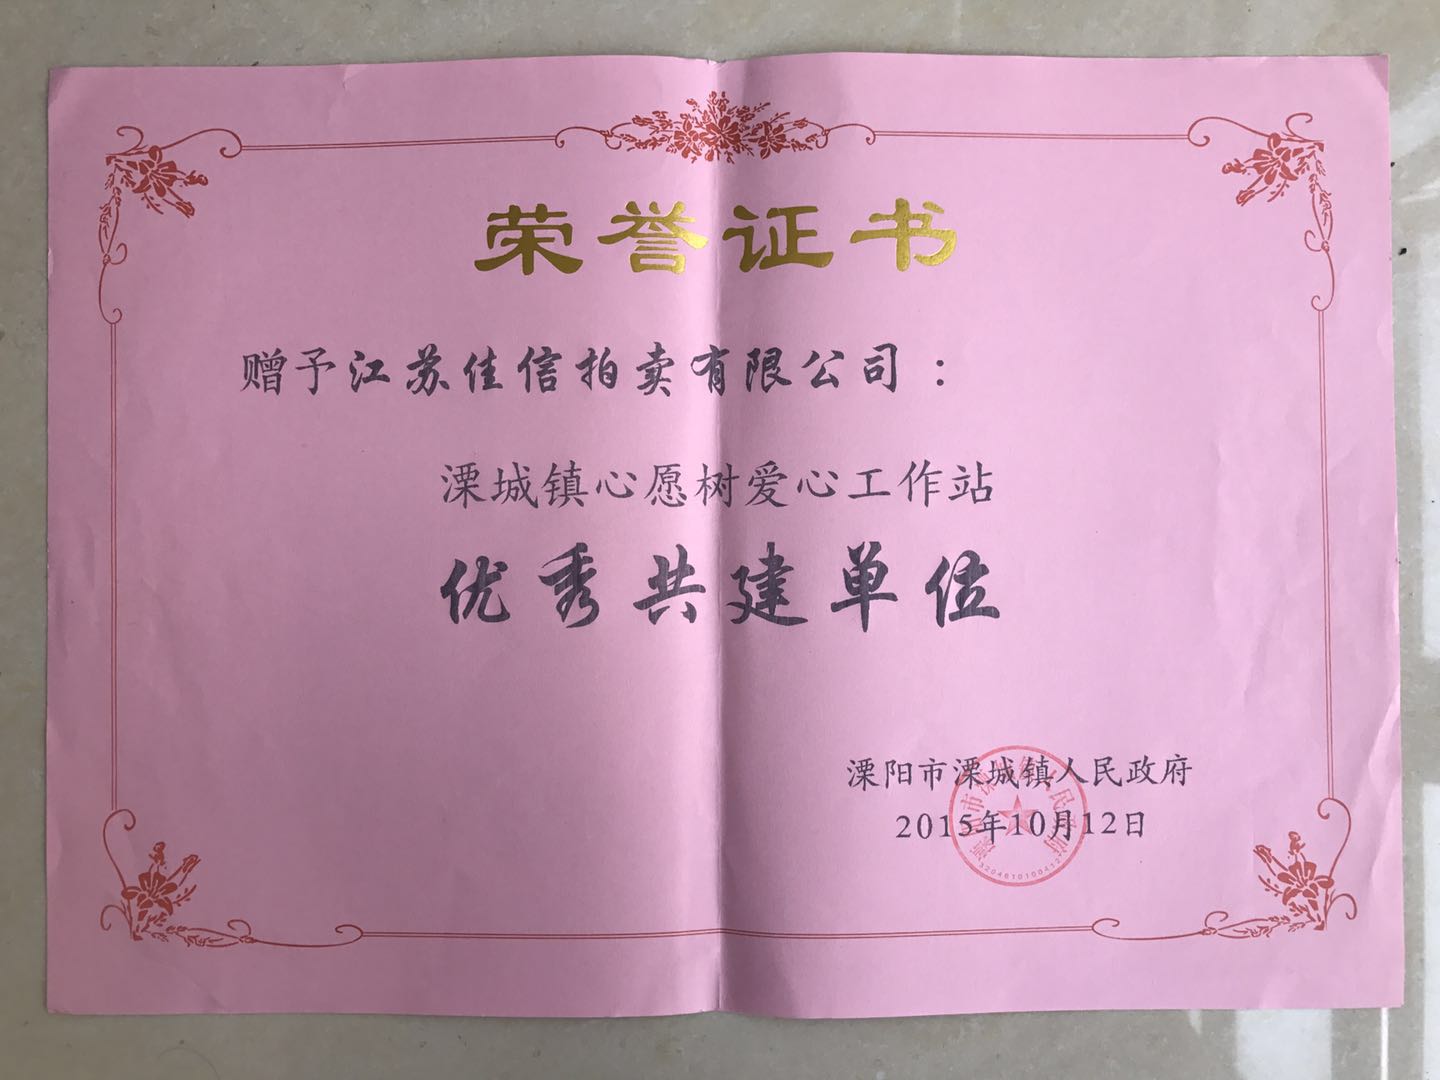 荣誉证书
赠予江苏佳信拍卖有限公司：
溧城镇心愿树爱心工作站
优秀共建单位
溧阳市溧城镇人民政府
2015年10月12日